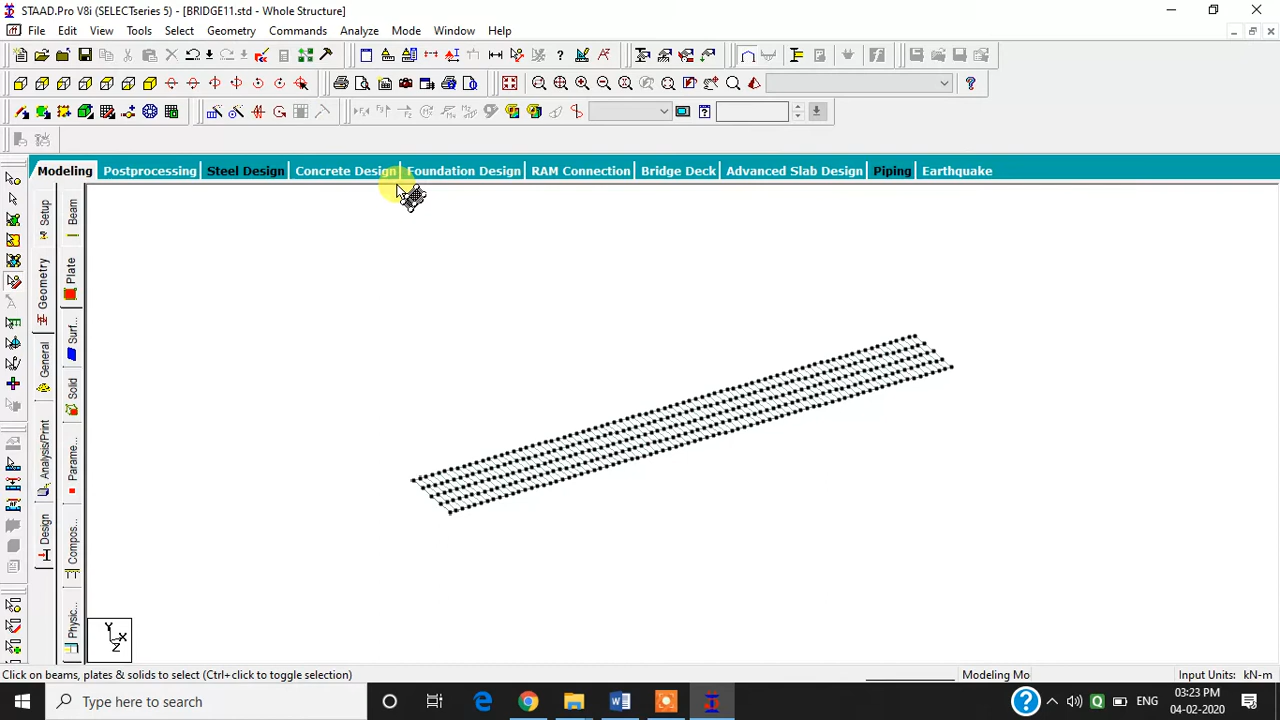 STAAD.Pro V8i (SELECTseries 5) - [BRIDGE11.std - Whole Structure]
File Edit View Tools Select Geometry Commands Analyze Mode Window Help
Modeling Postprocessing Steel Design Concrete Design Foundation Design RAM Connection Bridge Deck Advanced Slab Design Piping Earthquake
Setup
Geometry
General
Analysis/Print
Design
Beam
Plate
Surf...
Solid
Parame...
Compos...
Physic...
Y
X
Z
Click on beams, plates & solids to select (Ctrl+click to toggle selection)
Modeling Mo
Input Units: kN-m
Type here to search
ENG
03:23 PM
04-02-2020